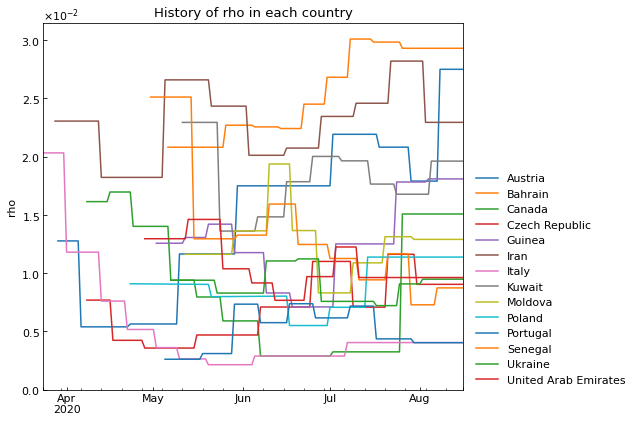 History of rho in each country
×10⁻²
3.0
2.5
2.0
1.5
1.0
0.5
0.0
rho
Apr
2020
May
Jun
Jul
Aug
Austria
Bahrain
Canada
Czech Republic
Guinea
Iran
Italy
Kuwait
Moldova
Poland
Portugal
Senegal
Ukraine
United Arab Emirates